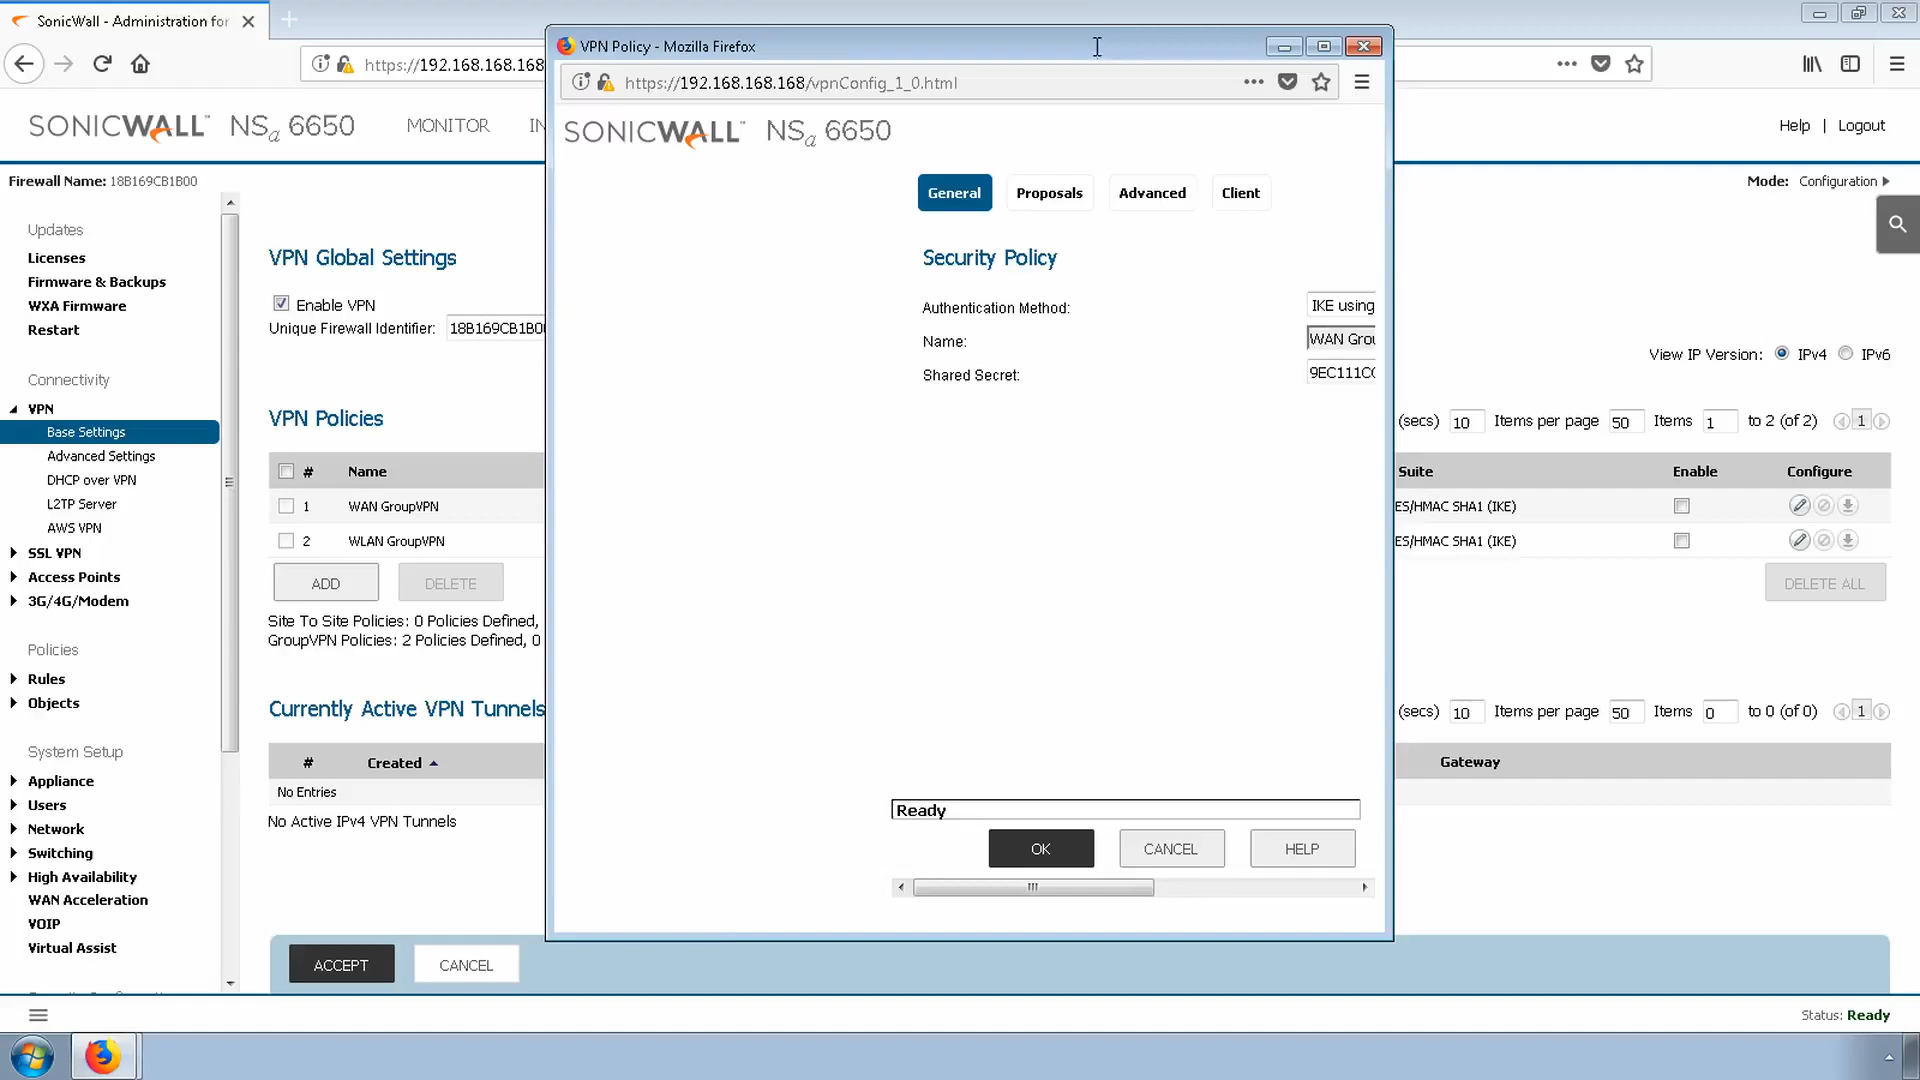 SonicWall - Administration for
https://192.168.168.168
SONICWALL NSa 6650 MONITOR IN
Help | Logout
Firewall Name: 18B169CB1B00
Mode: Configuration
Updates
Licenses
Firmware & Backups
WXA Firmware
Restart
Connectivity
VPN
Base Settings
Advanced Settings
DHCP over VPN
L2TP Server
AWS VPN
SSL VPN
Access Points
3G/4G/Modem
Policies
Rules
Objects
System Setup
Appliance
Users
Network
Switching
High Availability
WAN Acceleration
VOIP
Virtual Assist
VPN Global Settings
Enable VPN
Unique Firewall Identifier: 18B169CB1B00
View IP Version: IPv4 IPv6
VPN Policies
(secs) 10 Items per page 50 Items 1 to 2 (of 2) 1
# Name Suite Enable Configure
1 WAN GroupVPN ES/HMAC SHA1 (IKE)
2 WLAN GroupVPN ES/HMAC SHA1 (IKE)
ADD DELETE DELETE ALL
Site To Site Policies: 0 Policies Defined,
GroupVPN Policies: 2 Policies Defined, 0
Currently Active VPN Tunnels
(secs) 10 Items per page 50 Items 0 to 0 (of 0) 1
# Created Gateway
No Entries
No Active IPv4 VPN Tunnels
ACCEPT CANCEL
Status: Ready
VPN Policy - Mozilla Firefox
https://192.168.168.168/vpnConfig_1_0.html
SONICWALL NSa 6650
General Proposals Advanced Client
Security Policy
Authentication Method: IKE using
Name: WAN Grou
Shared Secret: 9EC111C
Ready
OK CANCEL HELP